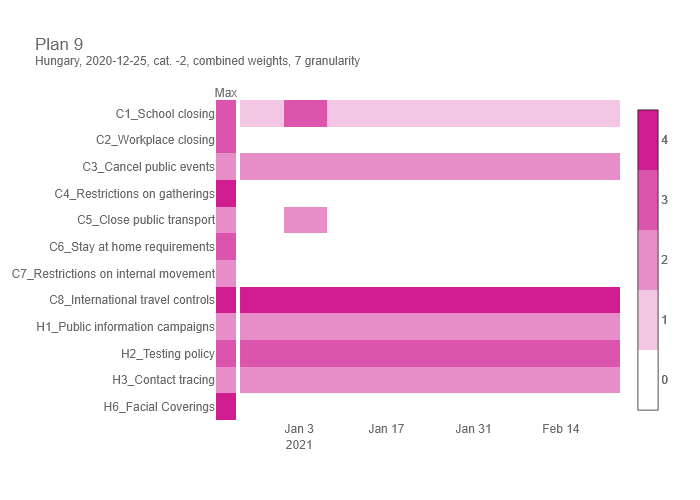 Plan 9
Hungary, 2020-12-25, cat. -2, combined weights, 7 granularity
Max
C1_School closing
C2_Workplace closing
C3_Cancel public events
C4_Restrictions on gatherings
C5_Close public transport
C6_Stay at home requirements
C7_Restrictions on internal movement
C8_International travel controls
H1_Public information campaigns
H2_Testing policy
H3_Contact tracing
H6_Facial Coverings
4
3
2
1
0
Jan 3 Jan 17 Jan 31 Feb 14
2021